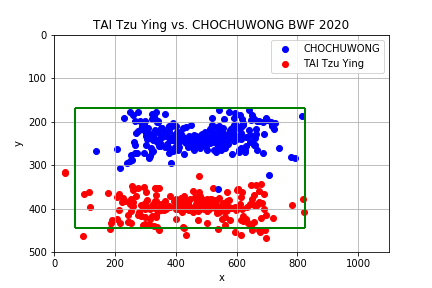 TAI Tzu Ying vs. CHOCHUWONG BWF 2020
CHOCHUWONG
TAI Tzu Ying
0
100
200
300
400
500
y
0 200 400 600 800 1000
x